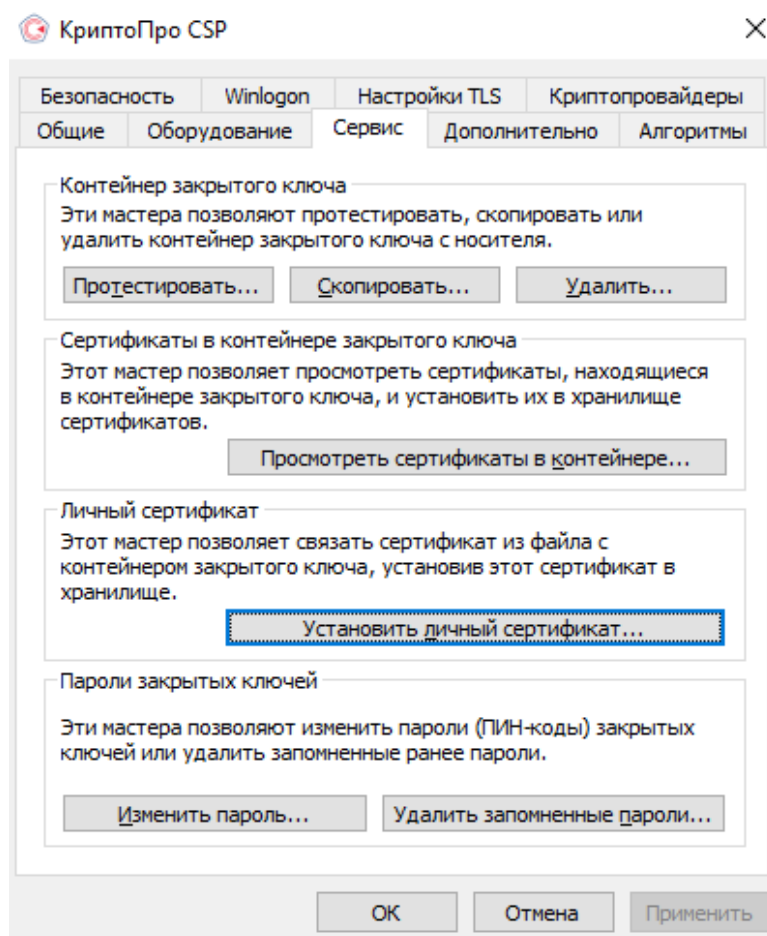 КриптоПро CSP
Безопасность Winlogon Настройки TLS Криптопровайдеры
Общие Оборудование Сервис Дополнительно Алгоритмы
Контейнер закрытого ключа
Эти мастера позволяют протестировать, скопировать или
удалить контейнер закрытого ключа с носителя.
Протестировать... Скопировать... Удалить...
Сертификаты в контейнере закрытого ключа
Этот мастер позволяет просмотреть сертификаты, находящиеся
в контейнере закрытого ключа, и установить их в хранилище
сертификатов.
Просмотреть сертификаты в контейнере...
Личный сертификат
Этот мастер позволяет связать сертификат из файла с
контейнером закрытого ключа, установив этот сертификат в
хранилище.
Установить личный сертификат...
Пароли закрытых ключей
Эти мастера позволяют изменить пароли (ПИН-коды) закрытых
ключей или удалить запомненные ранее пароли.
Изменить пароль... Удалить запомненные пароли...
ОК Отмена Применить